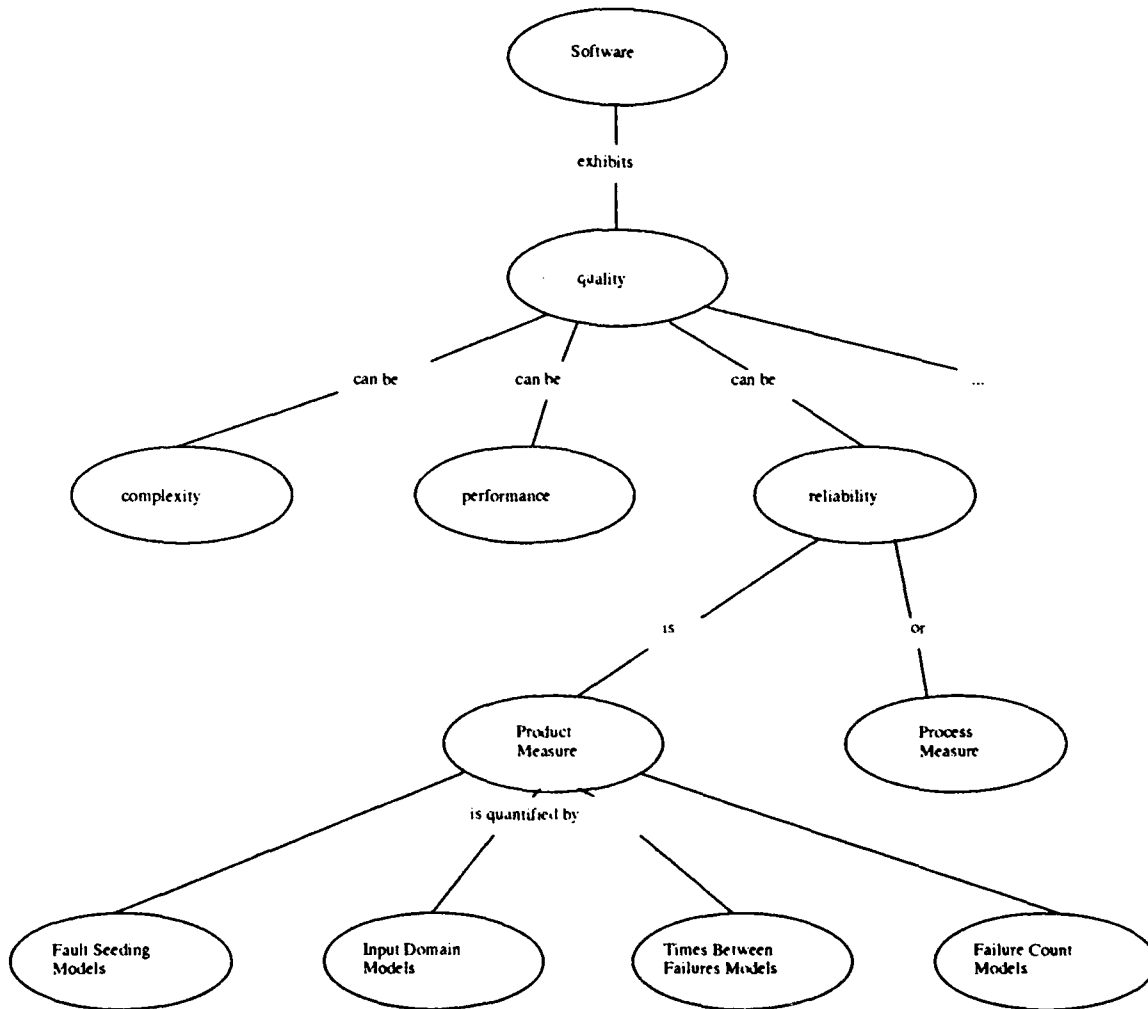 Software
exhibits
quality
can be
can be
can be
...
complexity
performance
reliability
is
or
Product
Measure
Process
Measure
is quantified by
Fault Seeding
Models
Input Domain
Models
Times Between
Failures Models
Failure Count
Models